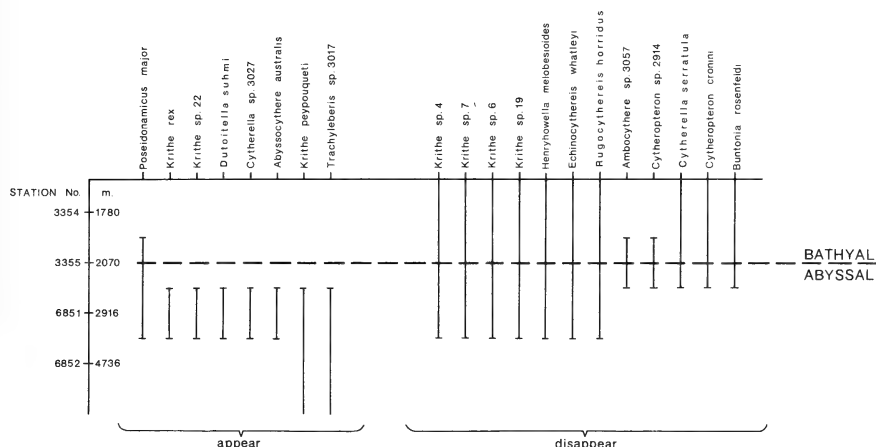 Poseidonamicus major
Krithe rex
Krithe sp. 22
Dutoitella suhmi
Cytherella sp. 3027
Abyssocythere australis
Krithe peypouqueti
Trachyleberis sp. 3017
Krithe sp. 4
Krithe sp. 7
Krithe sp. 6
Krithe sp. 19
Henryhowella melobesioides
Echinocythereis whatleyi
Rugocythereis horridus
Ambocythere sp. 3057
Cytheropteron sp. 2914
Cytherella serratula
Cytheropteron cronini
Buntonia rosenfeldi
STATION No. m.
3354 1780
3355 2070
BATHYAL
ABYSSAL
6851 2916
6852 4736
appear disappear